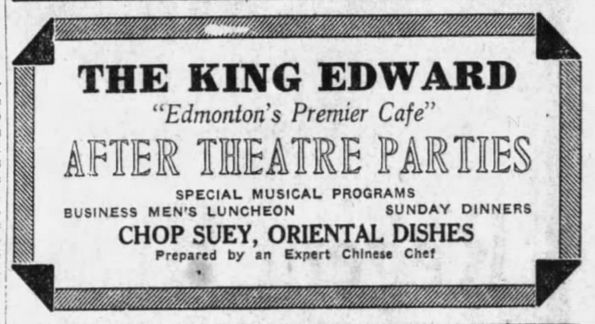 THE KING EDWARD
"Edmonton's Premier Cafe"
AFTER THEATRE PARTIES
SPECIAL MUSICAL PROGRAMS
BUSINESS MEN'S LUNCHEON SUNDAY DINNERS
CHOP SUEY, ORIENTAL DISHES
Prepared by an Expert Chinese Chef